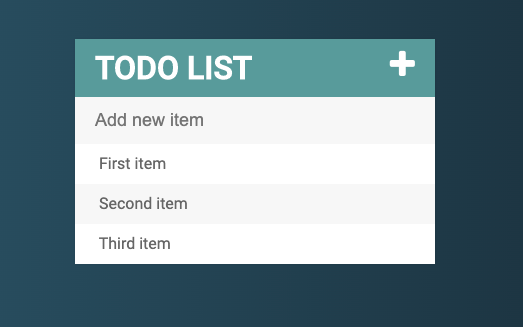 TODO LIST
Add new item
First item
Second item
Third item